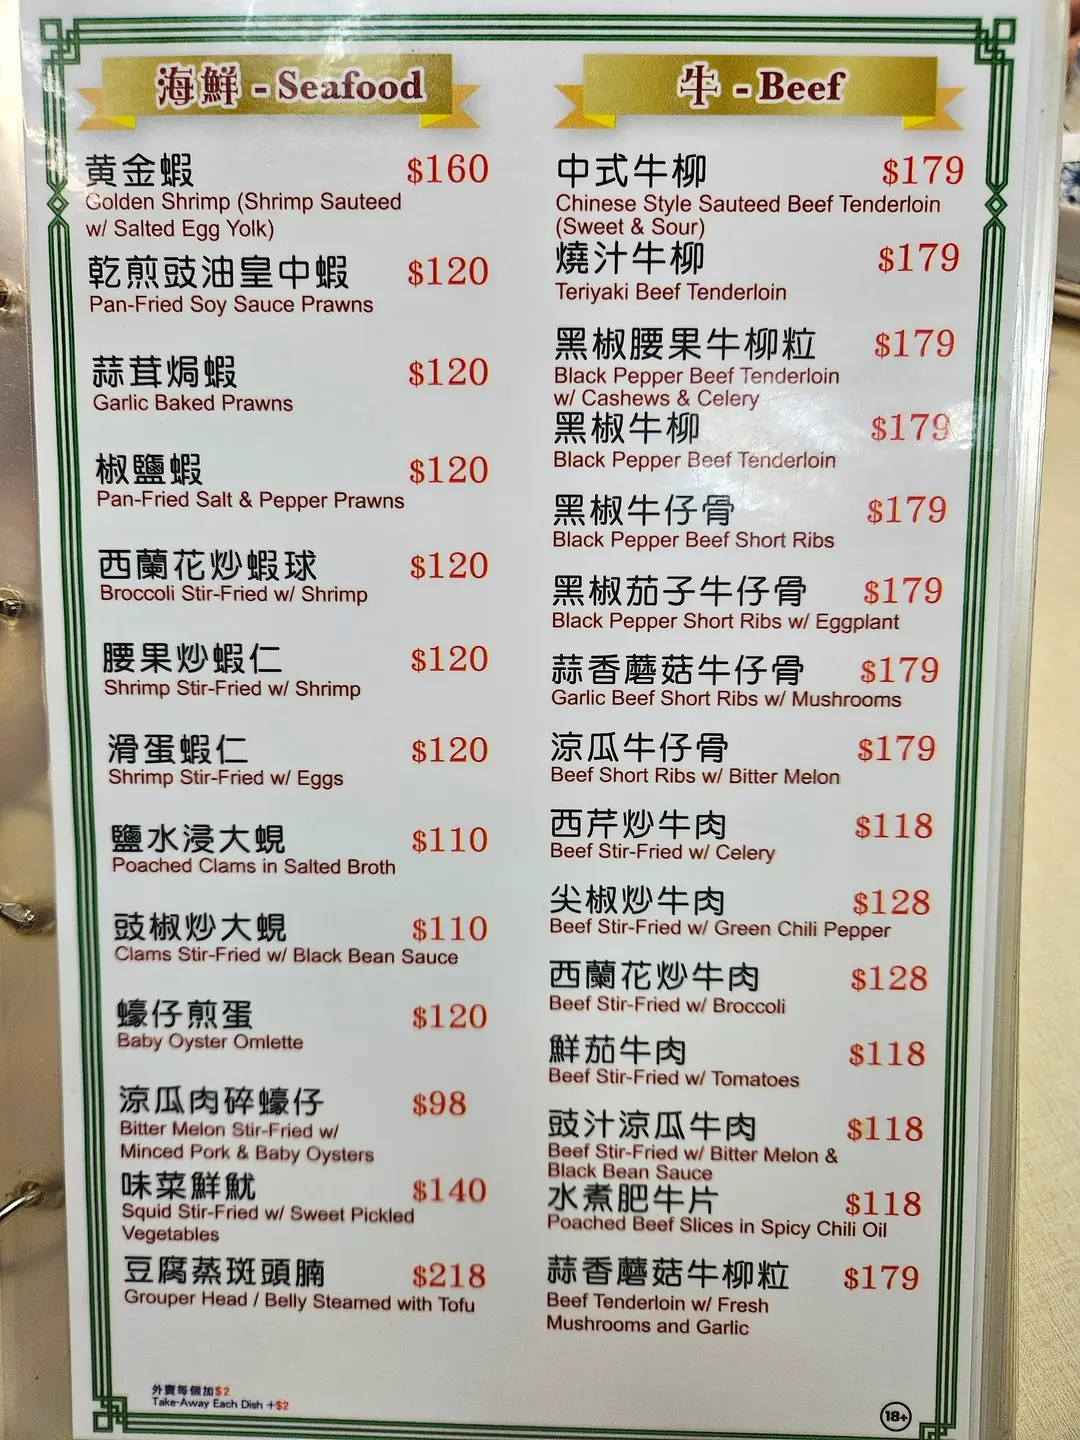 海鮮 - Seafood
黄金蝦 $160
Golden Shrimp (Shrimp Sauteed
w/ Salted Egg Yolk)
乾煎豉油皇中蝦 $120
Pan-Fried Soy Sauce Prawns
蒜茸焗蝦 $120
Garlic Baked Prawns
椒鹽蝦 $120
Pan-Fried Salt & Pepper Prawns
西蘭花炒蝦球 $120
Broccoli Stir-Fried w/ Shrimp
腰果炒蝦仁 $120
Shrimp Stir-Fried w/ Shrimp
滑蛋蝦仁 $120
Shrimp Stir-Fried w/ Eggs
鹽水浸大蜆 $110
Poached Clams in Salted Broth
豉椒炒大蜆 $110
Clams Stir-Fried w/ Black Bean Sauce
蠔仔煎蛋 $120
Baby Oyster Omlette
涼瓜肉碎蠔仔 $98
Bitter Melon Stir-Fried w/
Minced Pork & Baby Oysters
味菜鮮魷 $140
Squid Stir-Fried w/ Sweet Pickled
Vegetables
豆腐蒸斑頭腩 $218
Grouper Head / Belly Steamed with Tofu
外賣每個加$2
Take-Away Each Dish +$2
牛 - Beef
中式牛柳 $179
Chinese Style Sauteed Beef Tenderloin
(Sweet & Sour)
燒汁牛柳 $179
Teriyaki Beef Tenderloin
黑椒腰果牛柳粒 $179
Black Pepper Beef Tenderloin
w/ Cashews & Celery
黑椒牛柳 $179
Black Pepper Beef Tenderloin
黑椒牛仔骨 $179
Black Pepper Beef Short Ribs
黑椒茄子牛仔骨 $179
Black Pepper Short Ribs w/ Eggplant
蒜香蘑菇牛仔骨 $179
Garlic Beef Short Ribs w/ Mushrooms
涼瓜牛仔骨 $179
Beef Short Ribs w/ Bitter Melon
西芹炒牛肉 $118
Beef Stir-Fried w/ Celery
尖椒炒牛肉 $128
Beef Stir-Fried w/ Green Chili Pepper
西蘭花炒牛肉 $128
Beef Stir-Fried w/ Broccoli
鮮茄牛肉 $118
Beef Stir-Fried w/ Tomatoes
豉汁涼瓜牛肉 $118
Beef Stir-Fried w/ Bitter Melon &
Black Bean Sauce
水煮肥牛片 $118
Poached Beef Slices in Spicy Chili Oil
蒜香蘑菇牛柳粒 $179
Beef Tenderloin w/ Fresh
Mushrooms and Garlic
18+